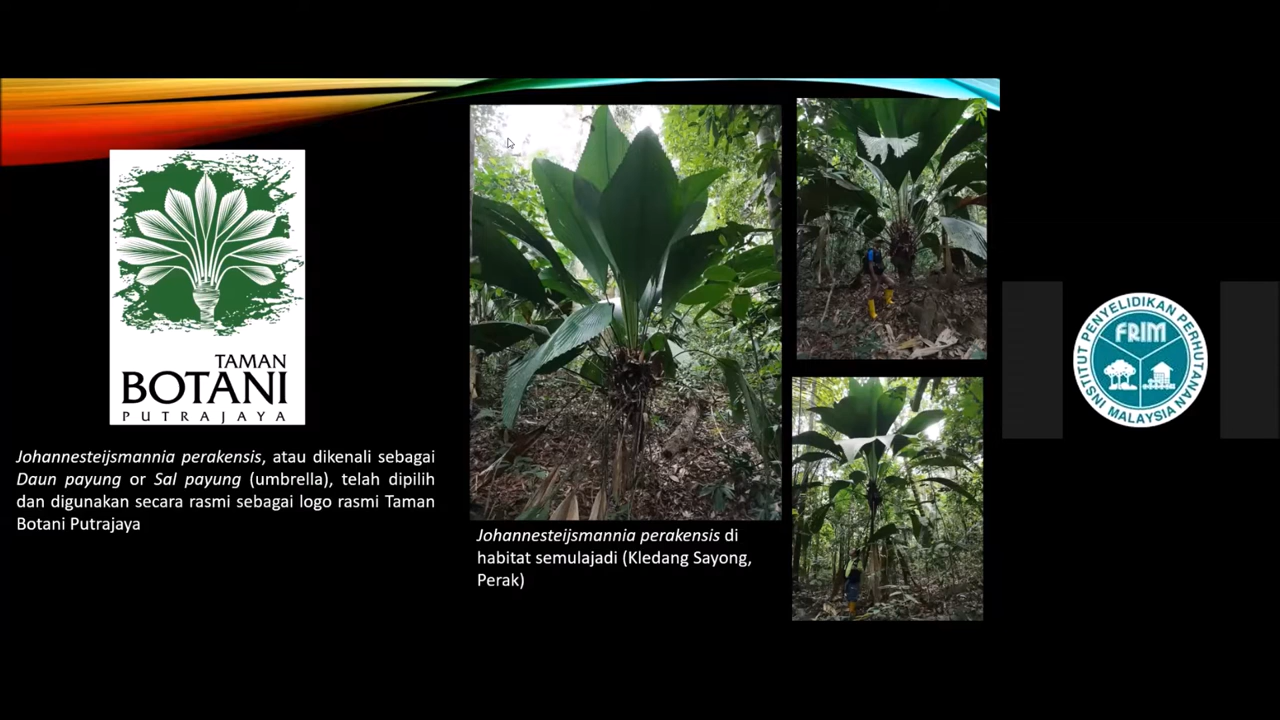 TAMAN
BOTANI
PUTRAJAYA
Johannesteijsmannia perakensis, atau dikenali sebagai
Daun payung or Sal payung (umbrella), telah dipilih
dan digunakan secara rasmi sebagai logo rasmi Taman
Botani Putrajaya
Johannesteijsmannia perakensis di
habitat semulajadi (Kledang Sayong,
Perak)
INSTITUT PENYELIDIKAN PERHUTANAN MALAYSIA
FRIM